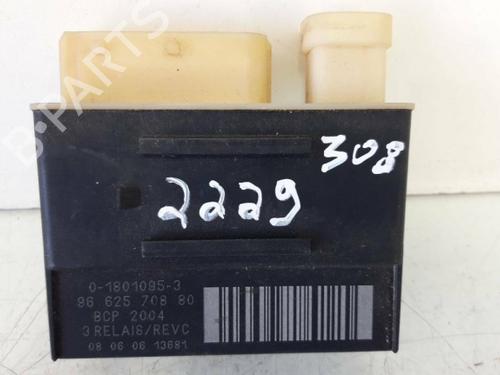 B-PARTS
308
2229
0-1801095-3
96 625 708 80
BCP 2004
3 RELAIS/REVC
08 06 06 13681